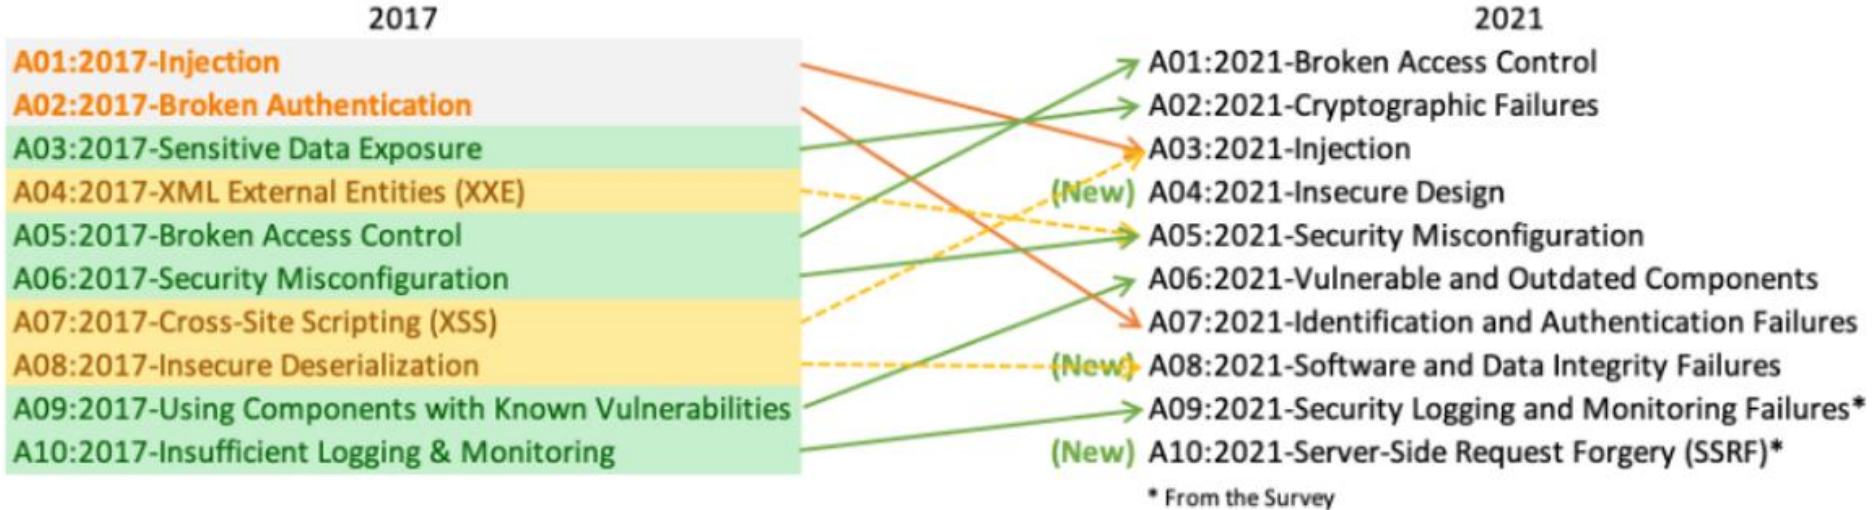 2017
A01:2017-Injection
A02:2017-Broken Authentication
A03:2017-Sensitive Data Exposure
A04:2017-XML External Entities (XXE)
A05:2017-Broken Access Control
A06:2017-Security Misconfiguration
A07:2017-Cross-Site Scripting (XSS)
A08:2017-Insecure Deserialization
A09:2017-Using Components with Known Vulnerabilities
A10:2017-Insufficient Logging & Monitoring
2021
A01:2021-Broken Access Control
A02:2021-Cryptographic Failures
A03:2021-Injection
(New) A04:2021-Insecure Design
A05:2021-Security Misconfiguration
A06:2021-Vulnerable and Outdated Components
A07:2021-Identification and Authentication Failures
(New) A08:2021-Software and Data Integrity Failures
A09:2021-Security Logging and Monitoring Failures*
(New) A10:2021-Server-Side Request Forgery (SSRF)*
* From the Survey